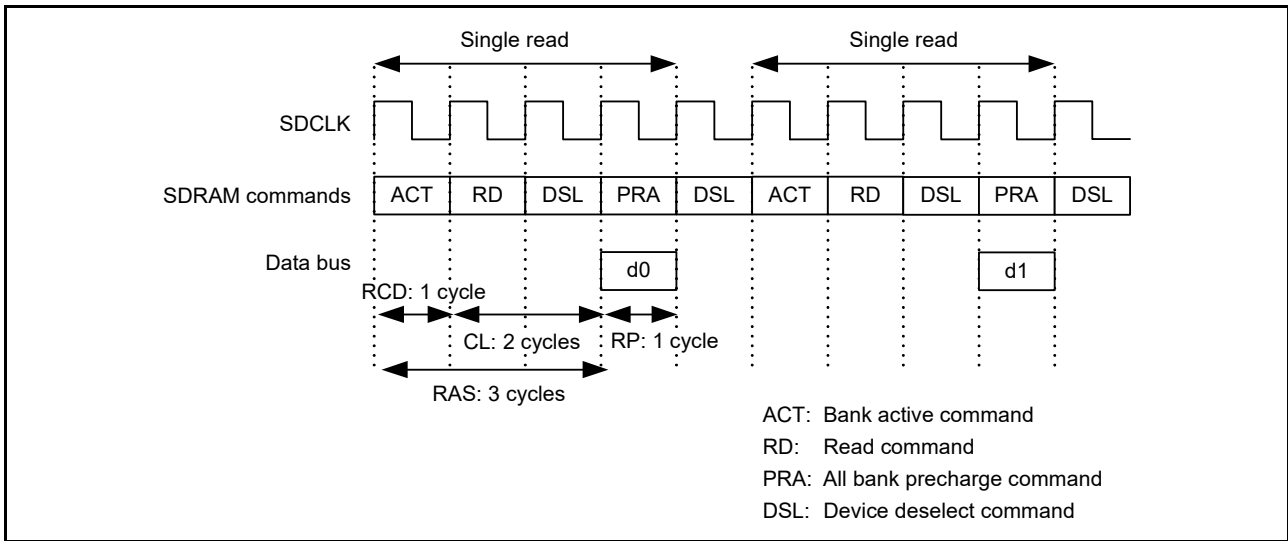 Single read Single read
SDCLK
SDRAM commands ACT RD DSL PRA DSL ACT RD DSL PRA DSL
Data bus d0 d1
RCD: 1 cycle
CL: 2 cycles RP: 1 cycle
RAS: 3 cycles
ACT: Bank active command
RD: Read command
PRA: All bank precharge command
DSL: Device deselect command